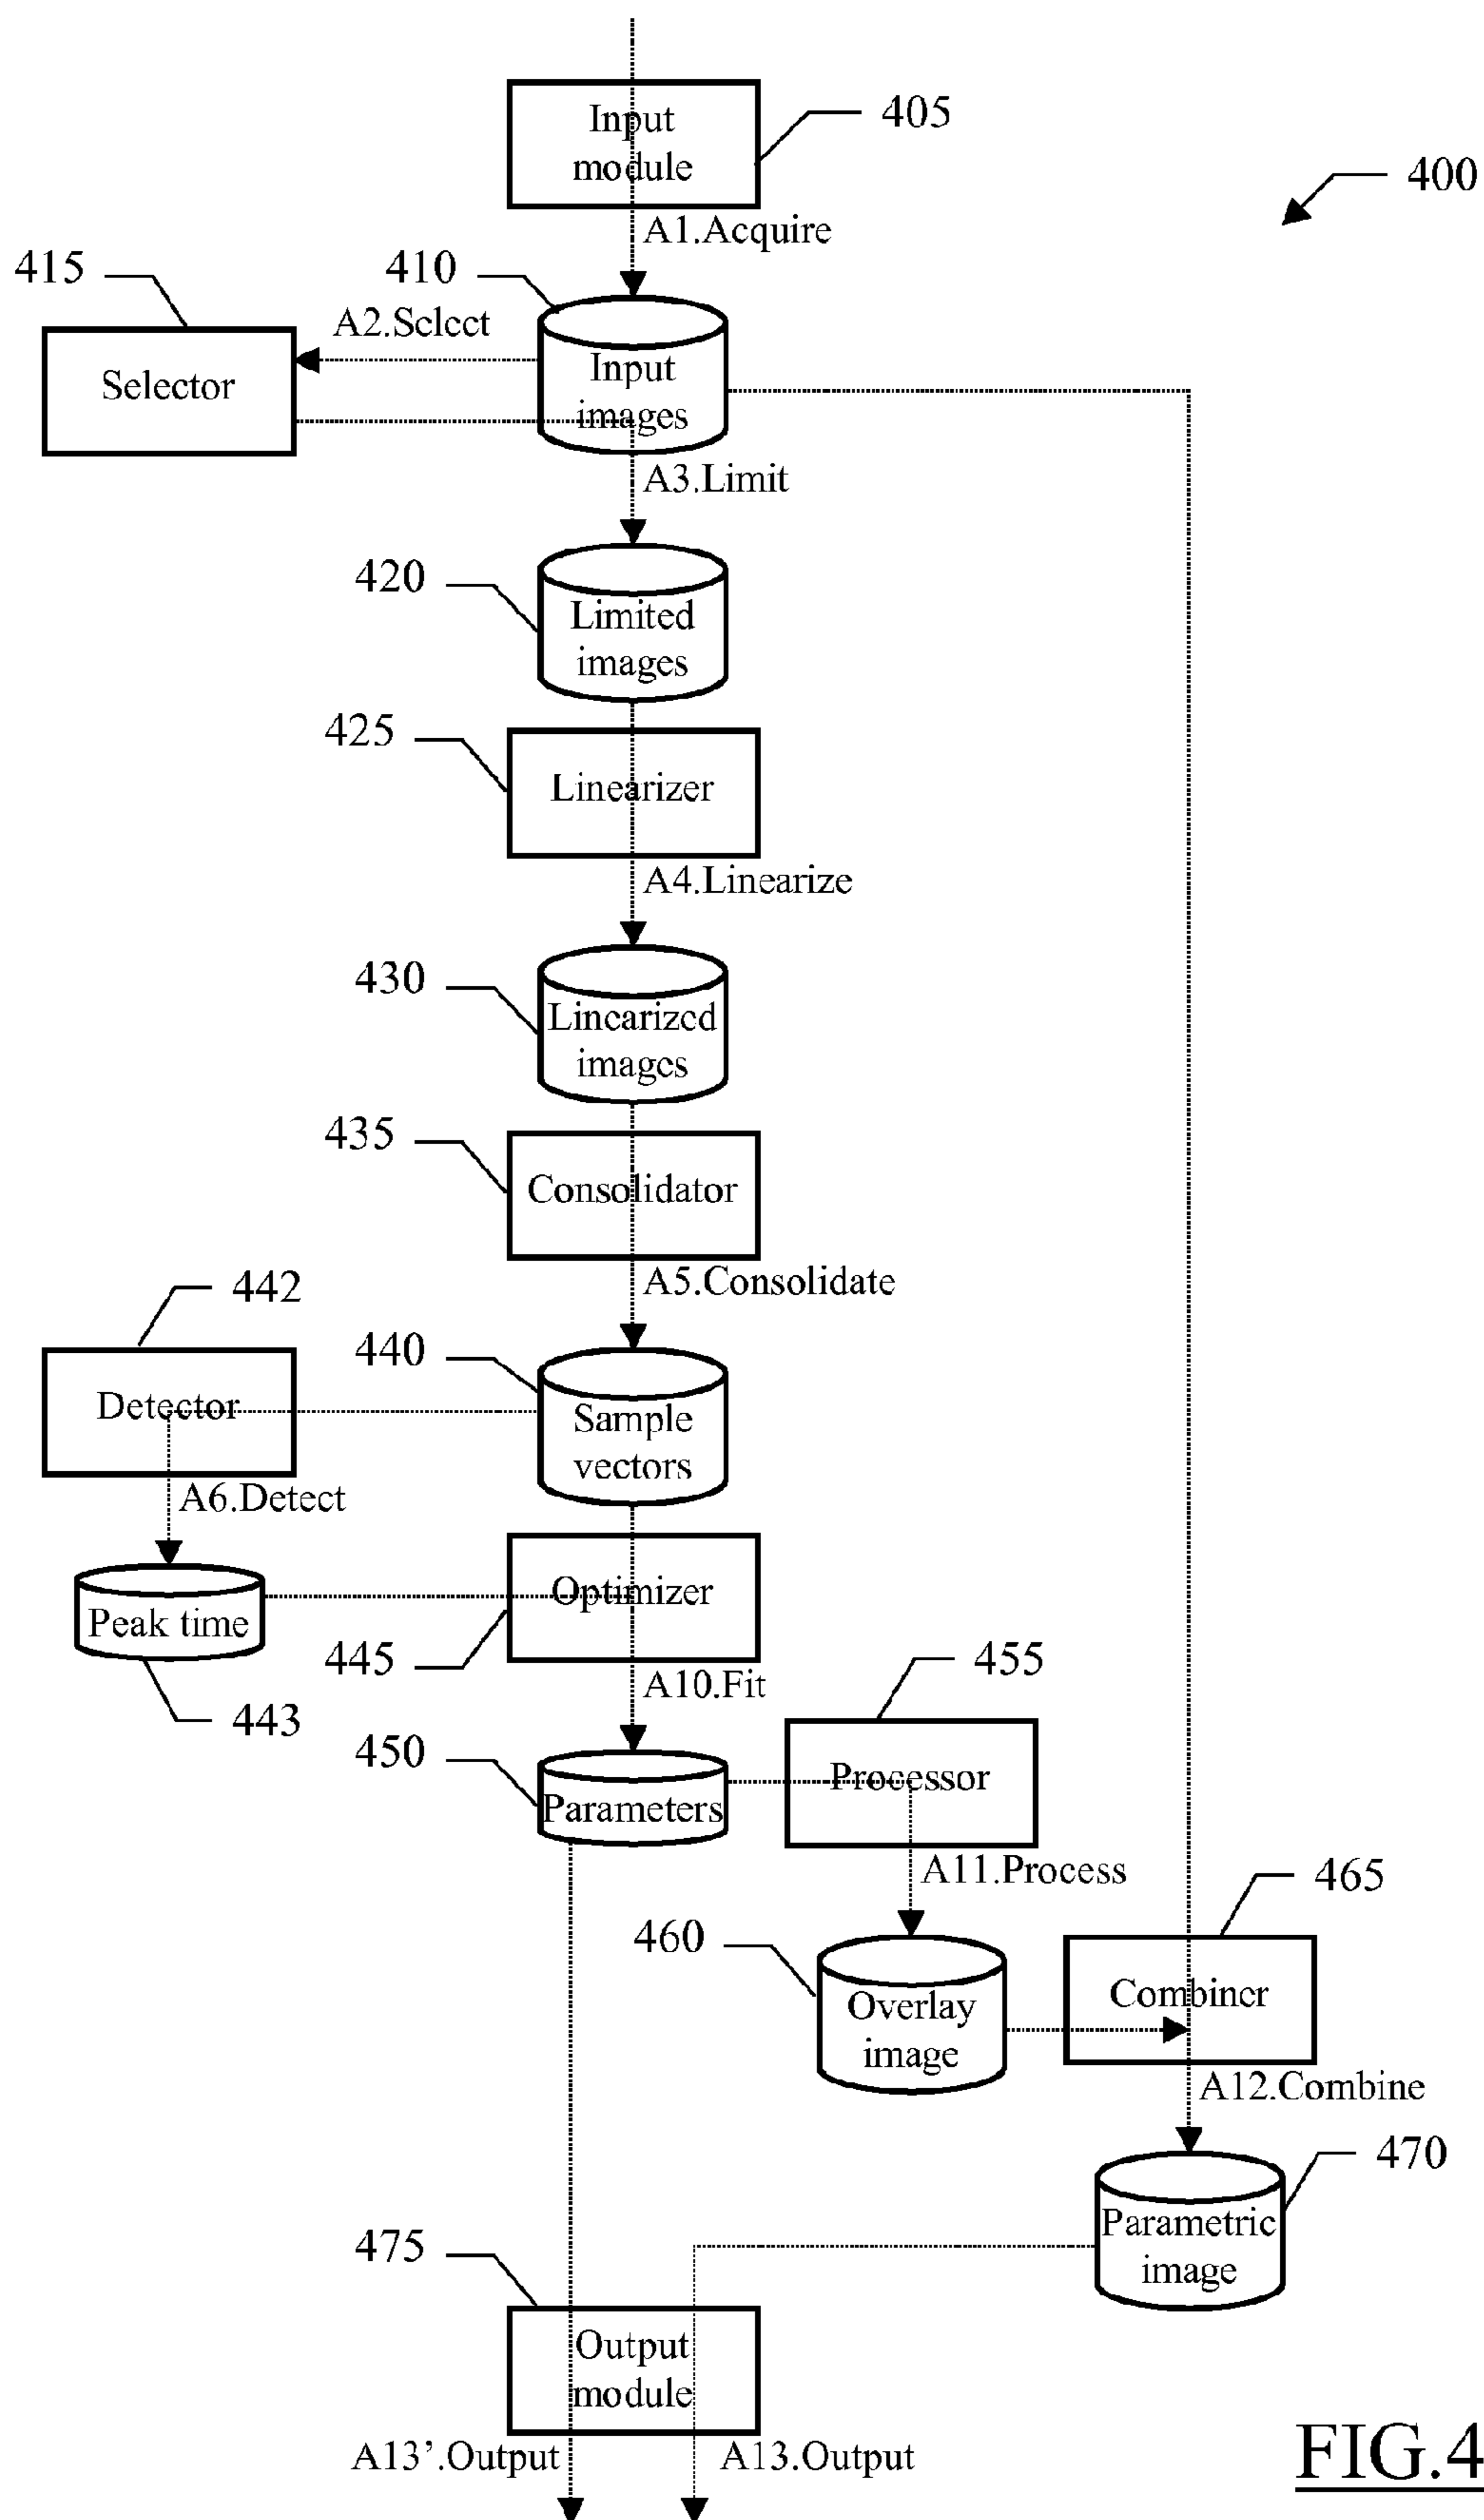 Input
module
405
400
A1.Acquire
415
410
A2.Select
Selector
Input
images
A3.Limit
420
Limited
images
425
Linearizer
A4.Linearize
430
Linearized
images
435
Consolidator
A5.Consolidate
442
440
Detector
Sample
vectors
A6.Detect
Peak time
Optimizer
445
443
A10.Fit
455
450
Parameters
Processor
A11.Process
465
460
Overlay
image
Combiner
A12.Combine
470
Parametric
image
475
Output
module
A13'.Output
A13.Output
FIG.4